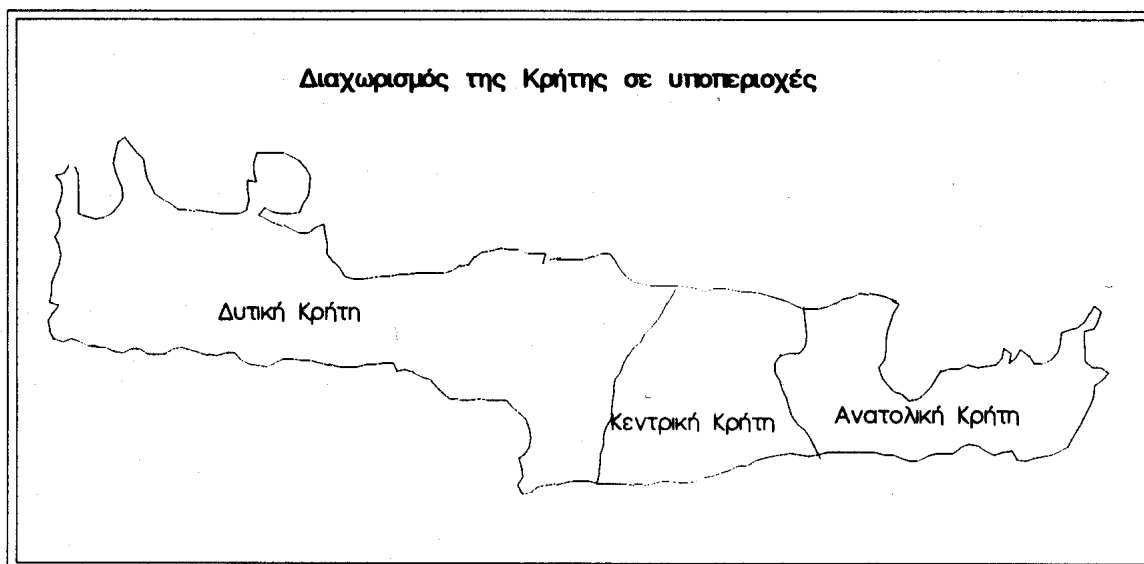 Διαχωρισμός της Κρήτης σε υποπεριοχές
Δυτική Κρήτη
Κεντρική Κρήτη
Ανατολική Κρήτη